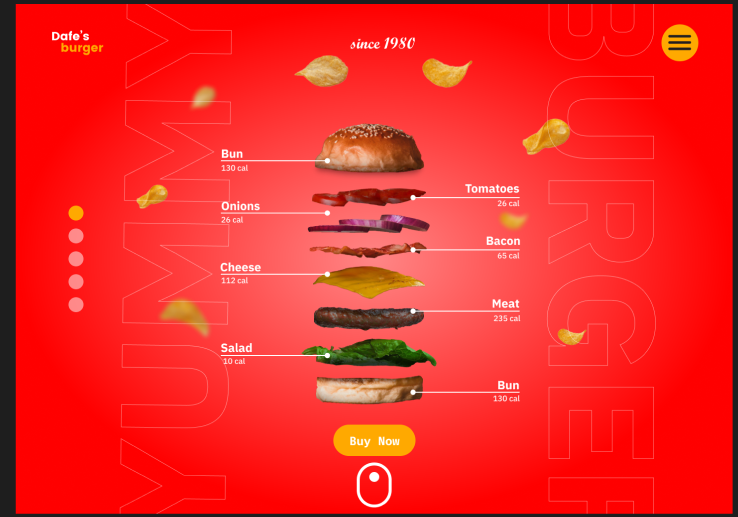 Dafe's
burger
since 1980
Bun
130 cal
Tomatoes
26 cal
Onions
26 cal
Bacon
65 cal
Cheese
112 cal
Meat
235 cal
Salad
10 cal
Bun
130 cal
Buy Now
YUMMY
BURGER